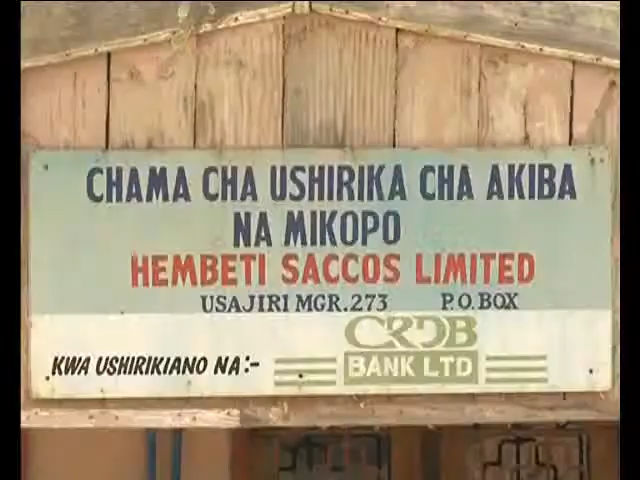 CHAMA CHA USHIRIKA CHA AKIBA
NA MIKOPO
HEMBETI SACCOS LIMITED
USAJIRI MGR.273 P.O.BOX
KWA USHIRIKIANO NA:-
CRDB
BANK LTD